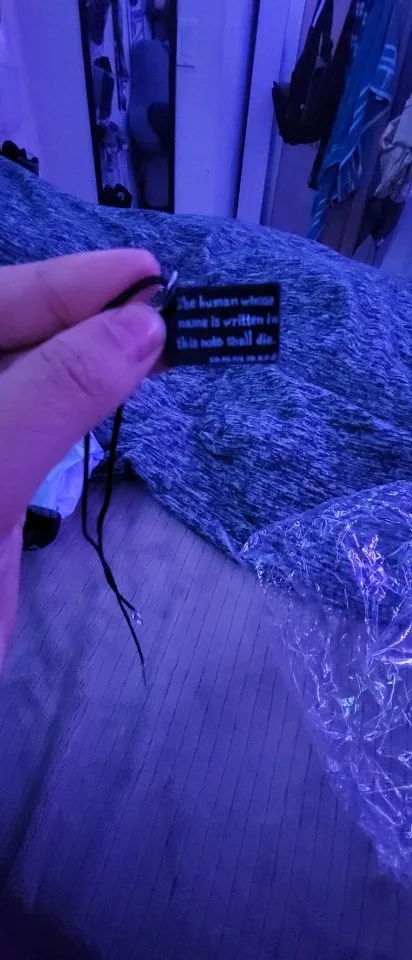 The human whose
name is written in
this note shall die.